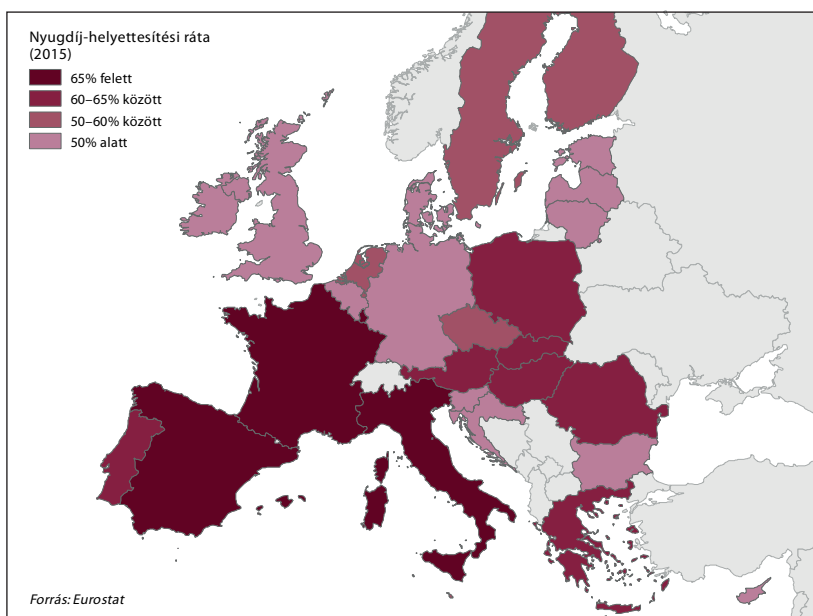 Nyugdíj-helyettesítési ráta
(2015)
65% felett
60–65% között
50–60% között
50% alatt
Forrás: Eurostat